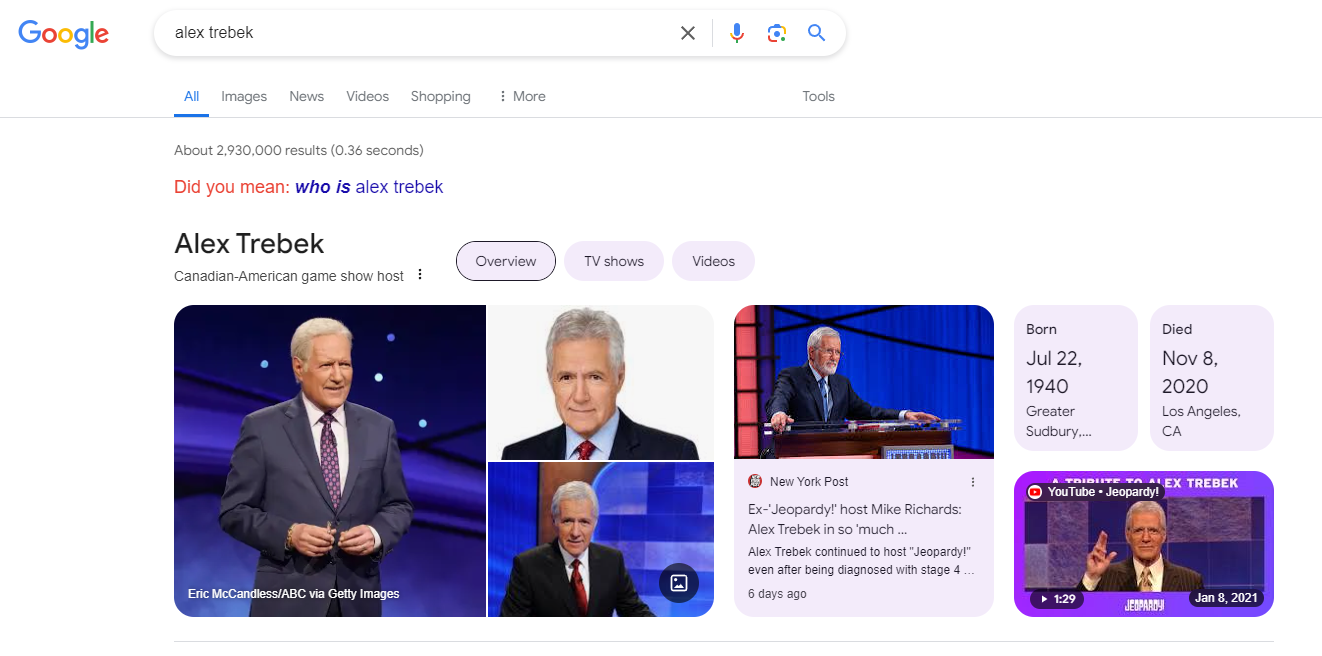 Google
alex trebek
All
Images
News
Videos
Shopping
More
Tools
About 2,930,000 results (0.36 seconds)
Did you mean: who is alex trebek
Alex Trebek
Canadian-American game show host
Overview
TV shows
Videos
Eric McCandless/ABC via Getty Images
New York Post
Ex-'Jeopardy!' host Mike Richards:
Alex Trebek in so 'much ...
Alex Trebek continued to host "Jeopardy!"
even after being diagnosed with stage 4 ...
6 days ago
Born
Jul 22,
1940
Greater
Sudbury,...
Died
Nov 8,
2020
Los Angeles,
CA
A TRIBUTE TO ALEX TREBEK
YouTube • Jeopardy!
1:29
JEOPARDY!
Jan 8, 2021